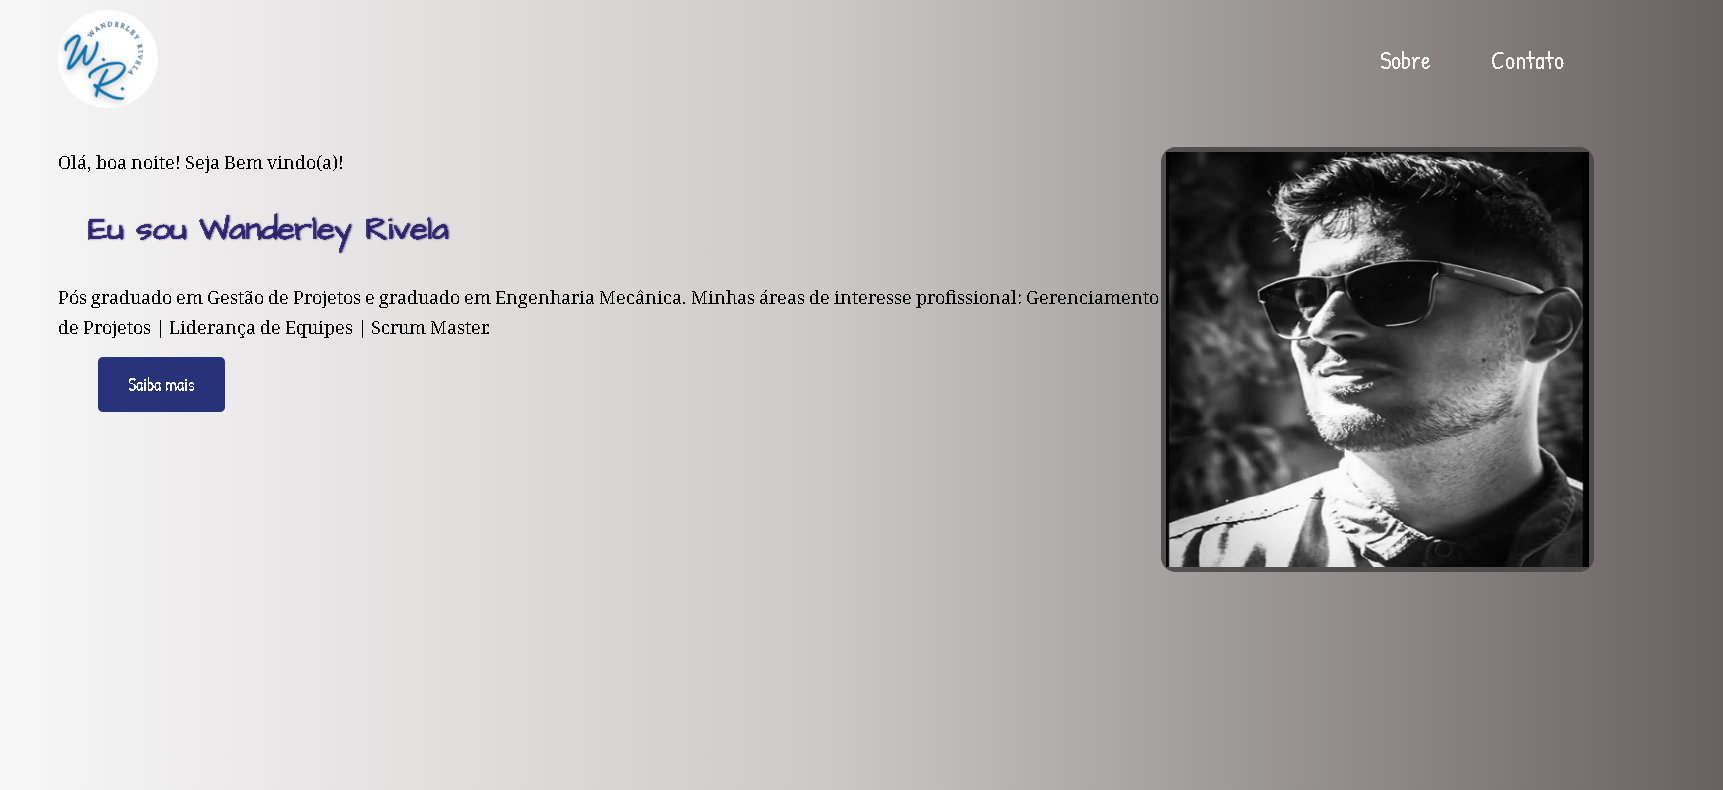 WANDERLEY RIVELA
W.
R.
Sobre
Contato
Olá, boa noite! Seja Bem vindo(a)!
Eu sou Wanderley Rivela
Pós graduado em Gestão de Projetos e graduado em Engenharia Mecânica. Minhas áreas de interesse profissional: Gerenciamento
de Projetos | Liderança de Equipes | Scrum Master.
Saiba mais